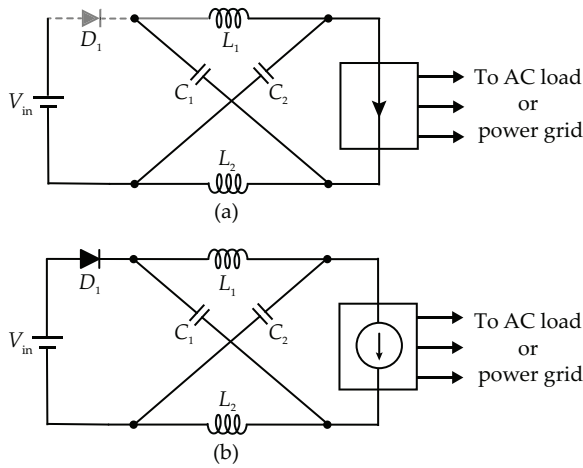 D1
L1
C1
C2
Vin
To AC load
or
power grid
L2
(a)
D1
L1
C1
C2
Vin
To AC load
or
power grid
L2
(b)